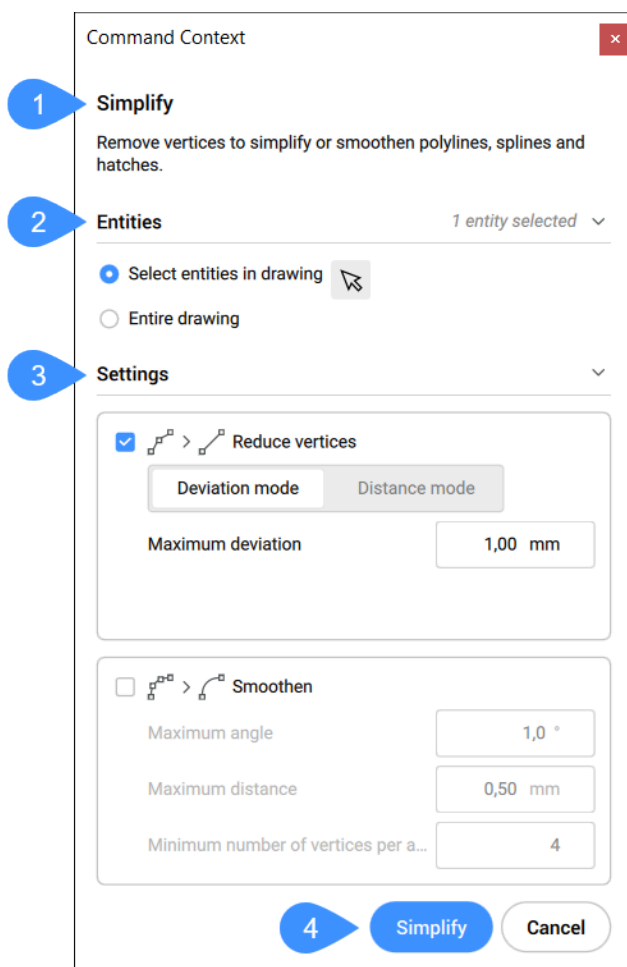 Command Context
×
1
Simplify
Remove vertices to simplify or smoothen polylines, splines and
hatches.
2
Entities 1 entity selected
Select entities in drawing
Entire drawing
3
Settings
> Reduce vertices
Deviation mode Distance mode
Maximum deviation 1,00 mm
> Smoothen
Maximum angle 1,0 °
Maximum distance 0,50 mm
Minimum number of vertices per a... 4
4
Simplify Cancel